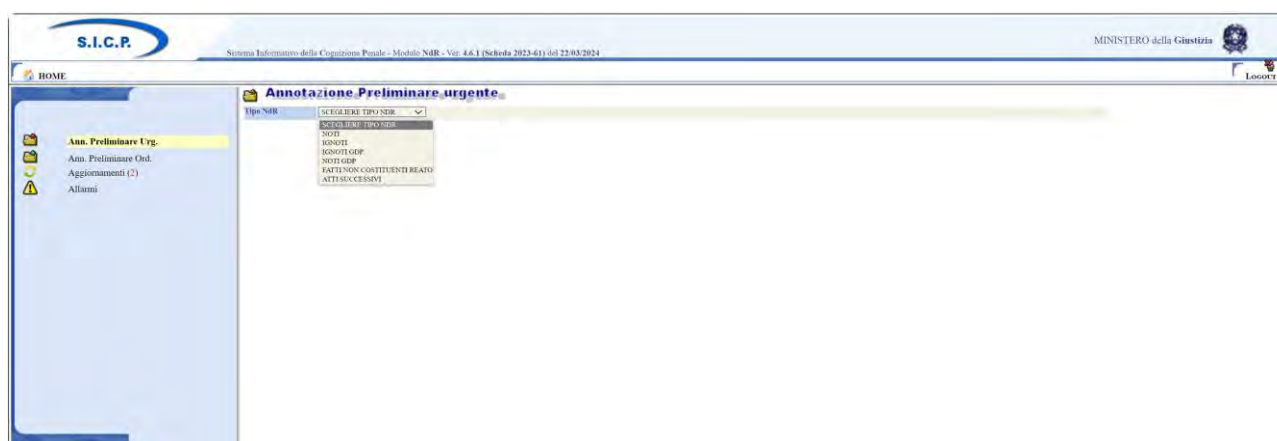 S.I.C.P.
Sistema Informativo della Cognizione Penale - Modulo NdR - Ver. 4.6.1 (Scheda 2023-61) del 22/03/2024
MINISTERO della Giustizia
HOME
LOGOUT
Annotazione Preliminare urgente
Tipo NdR
SCEGLIERE TIPO NDR
SCEGLIERE TIPO NDR
NOTI
IGNOTI
IGNOTI GDP
NOTI GDP
FATTI NON COSTITUENTI REATO
ATTI SUCCESSIVI
Ann. Preliminare Urg.
Ann. Preliminare Ord.
Aggiornamenti (2)
Allarmi